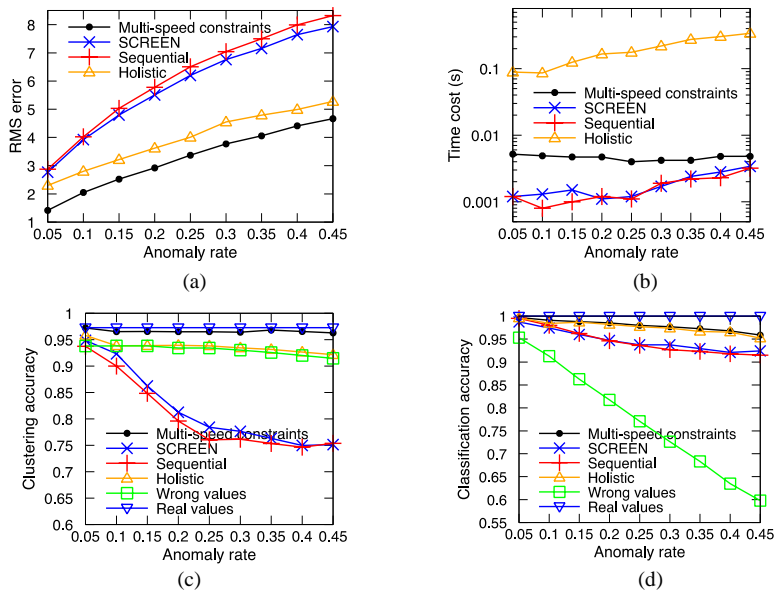 8
7
6
5
4
3
2
1
RMS error
Multi-speed constraints
SCREEN
Sequential
Holistic
0.05 0.1 0.15 0.2 0.25 0.3 0.35 0.4 0.45
Anomaly rate
(a)
0.1
0.01
0.001
Time cost (s)
Multi-speed constraints
SCREEN
Sequential
Holistic
0.05 0.1 0.15 0.2 0.25 0.3 0.35 0.4 0.45
Anomaly rate
(b)
1
0.95
0.9
0.85
0.8
0.75
0.7
0.65
0.6
Clustering accuracy
Multi-speed constraints
SCREEN
Sequential
Holistic
Wrong values
Real values
0.05 0.1 0.15 0.2 0.25 0.3 0.35 0.4 0.45
Anomaly rate
(c)
1
0.95
0.9
0.85
0.8
0.75
0.7
0.65
0.6
0.55
Classification accuracy
Multi-speed constraints
SCREEN
Sequential
Holistic
Wrong values
Real values
0.05 0.1 0.15 0.2 0.25 0.3 0.35 0.4 0.45
Anomaly rate
(d)